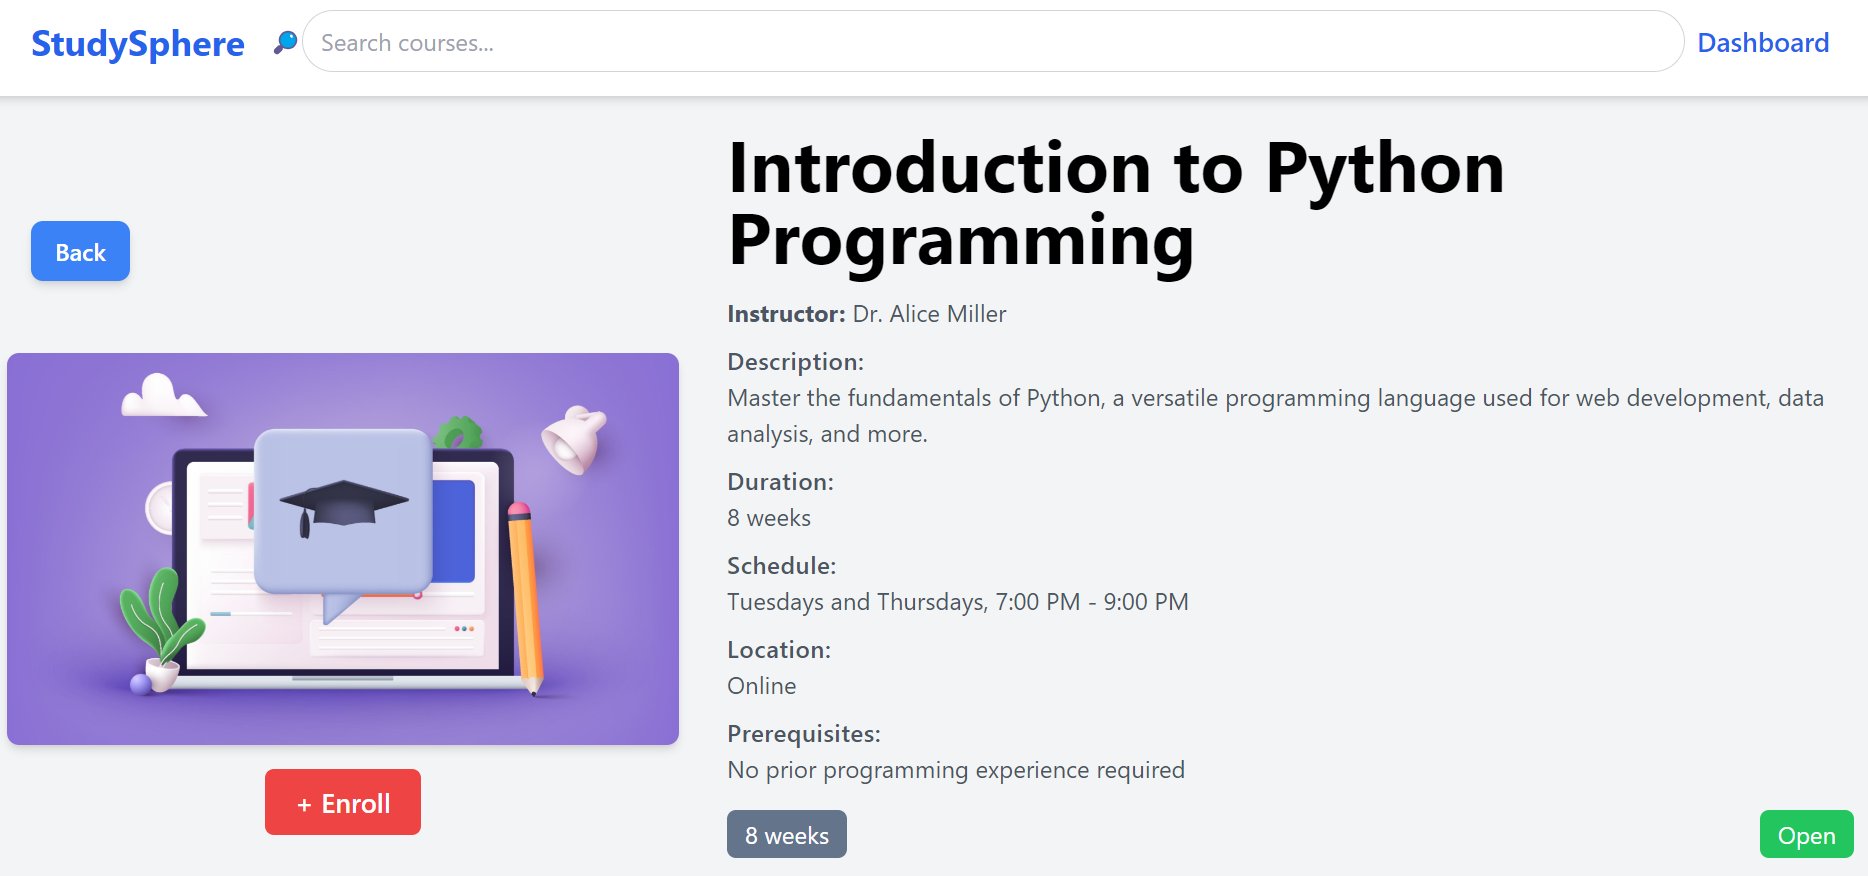 StudySphere
Search courses...
Dashboard
Back
Introduction to Python
Programming
Instructor: Dr. Alice Miller
Description:
Master the fundamentals of Python, a versatile programming language used for web development, data
analysis, and more.
Duration:
8 weeks
Schedule:
Tuesdays and Thursdays, 7:00 PM - 9:00 PM
Location:
Online
Prerequisites:
No prior programming experience required
+ Enroll
8 weeks
Open